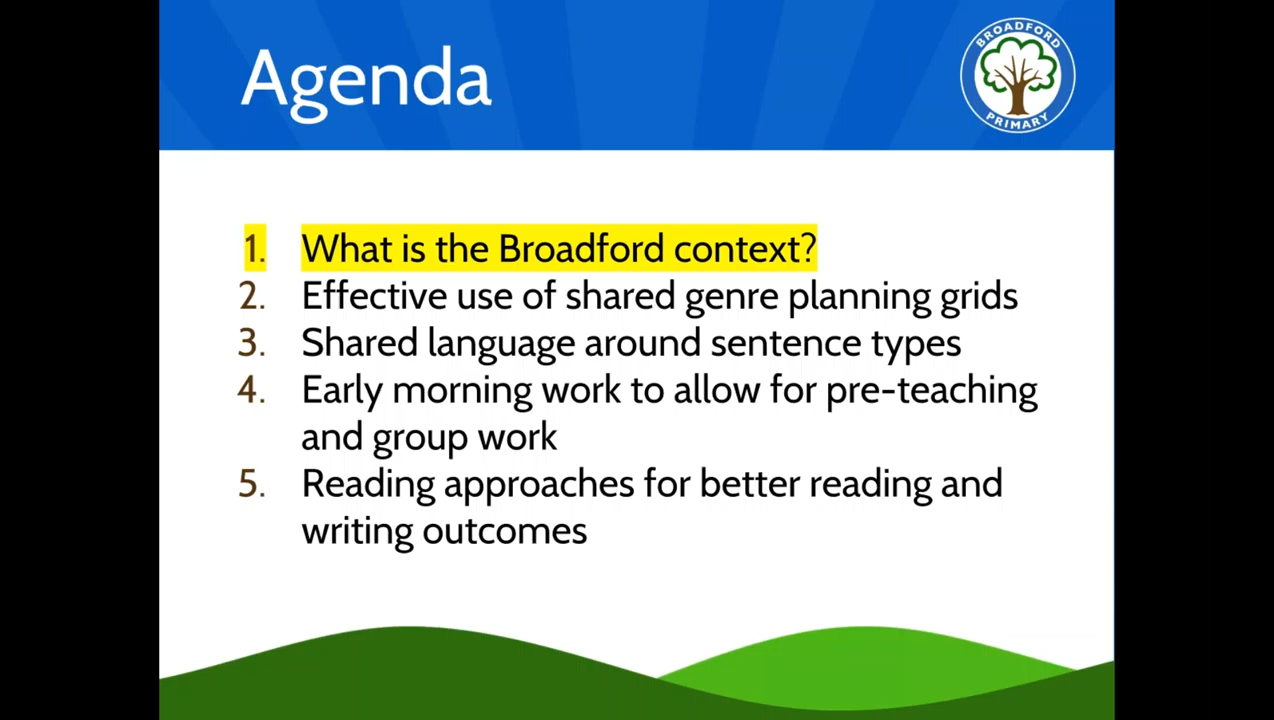 Agenda
BROADFORD
PRIMARY
1. What is the Broadford context?
2. Effective use of shared genre planning grids
3. Shared language around sentence types
4. Early morning work to allow for pre-teaching
and group work
5. Reading approaches for better reading and
writing outcomes